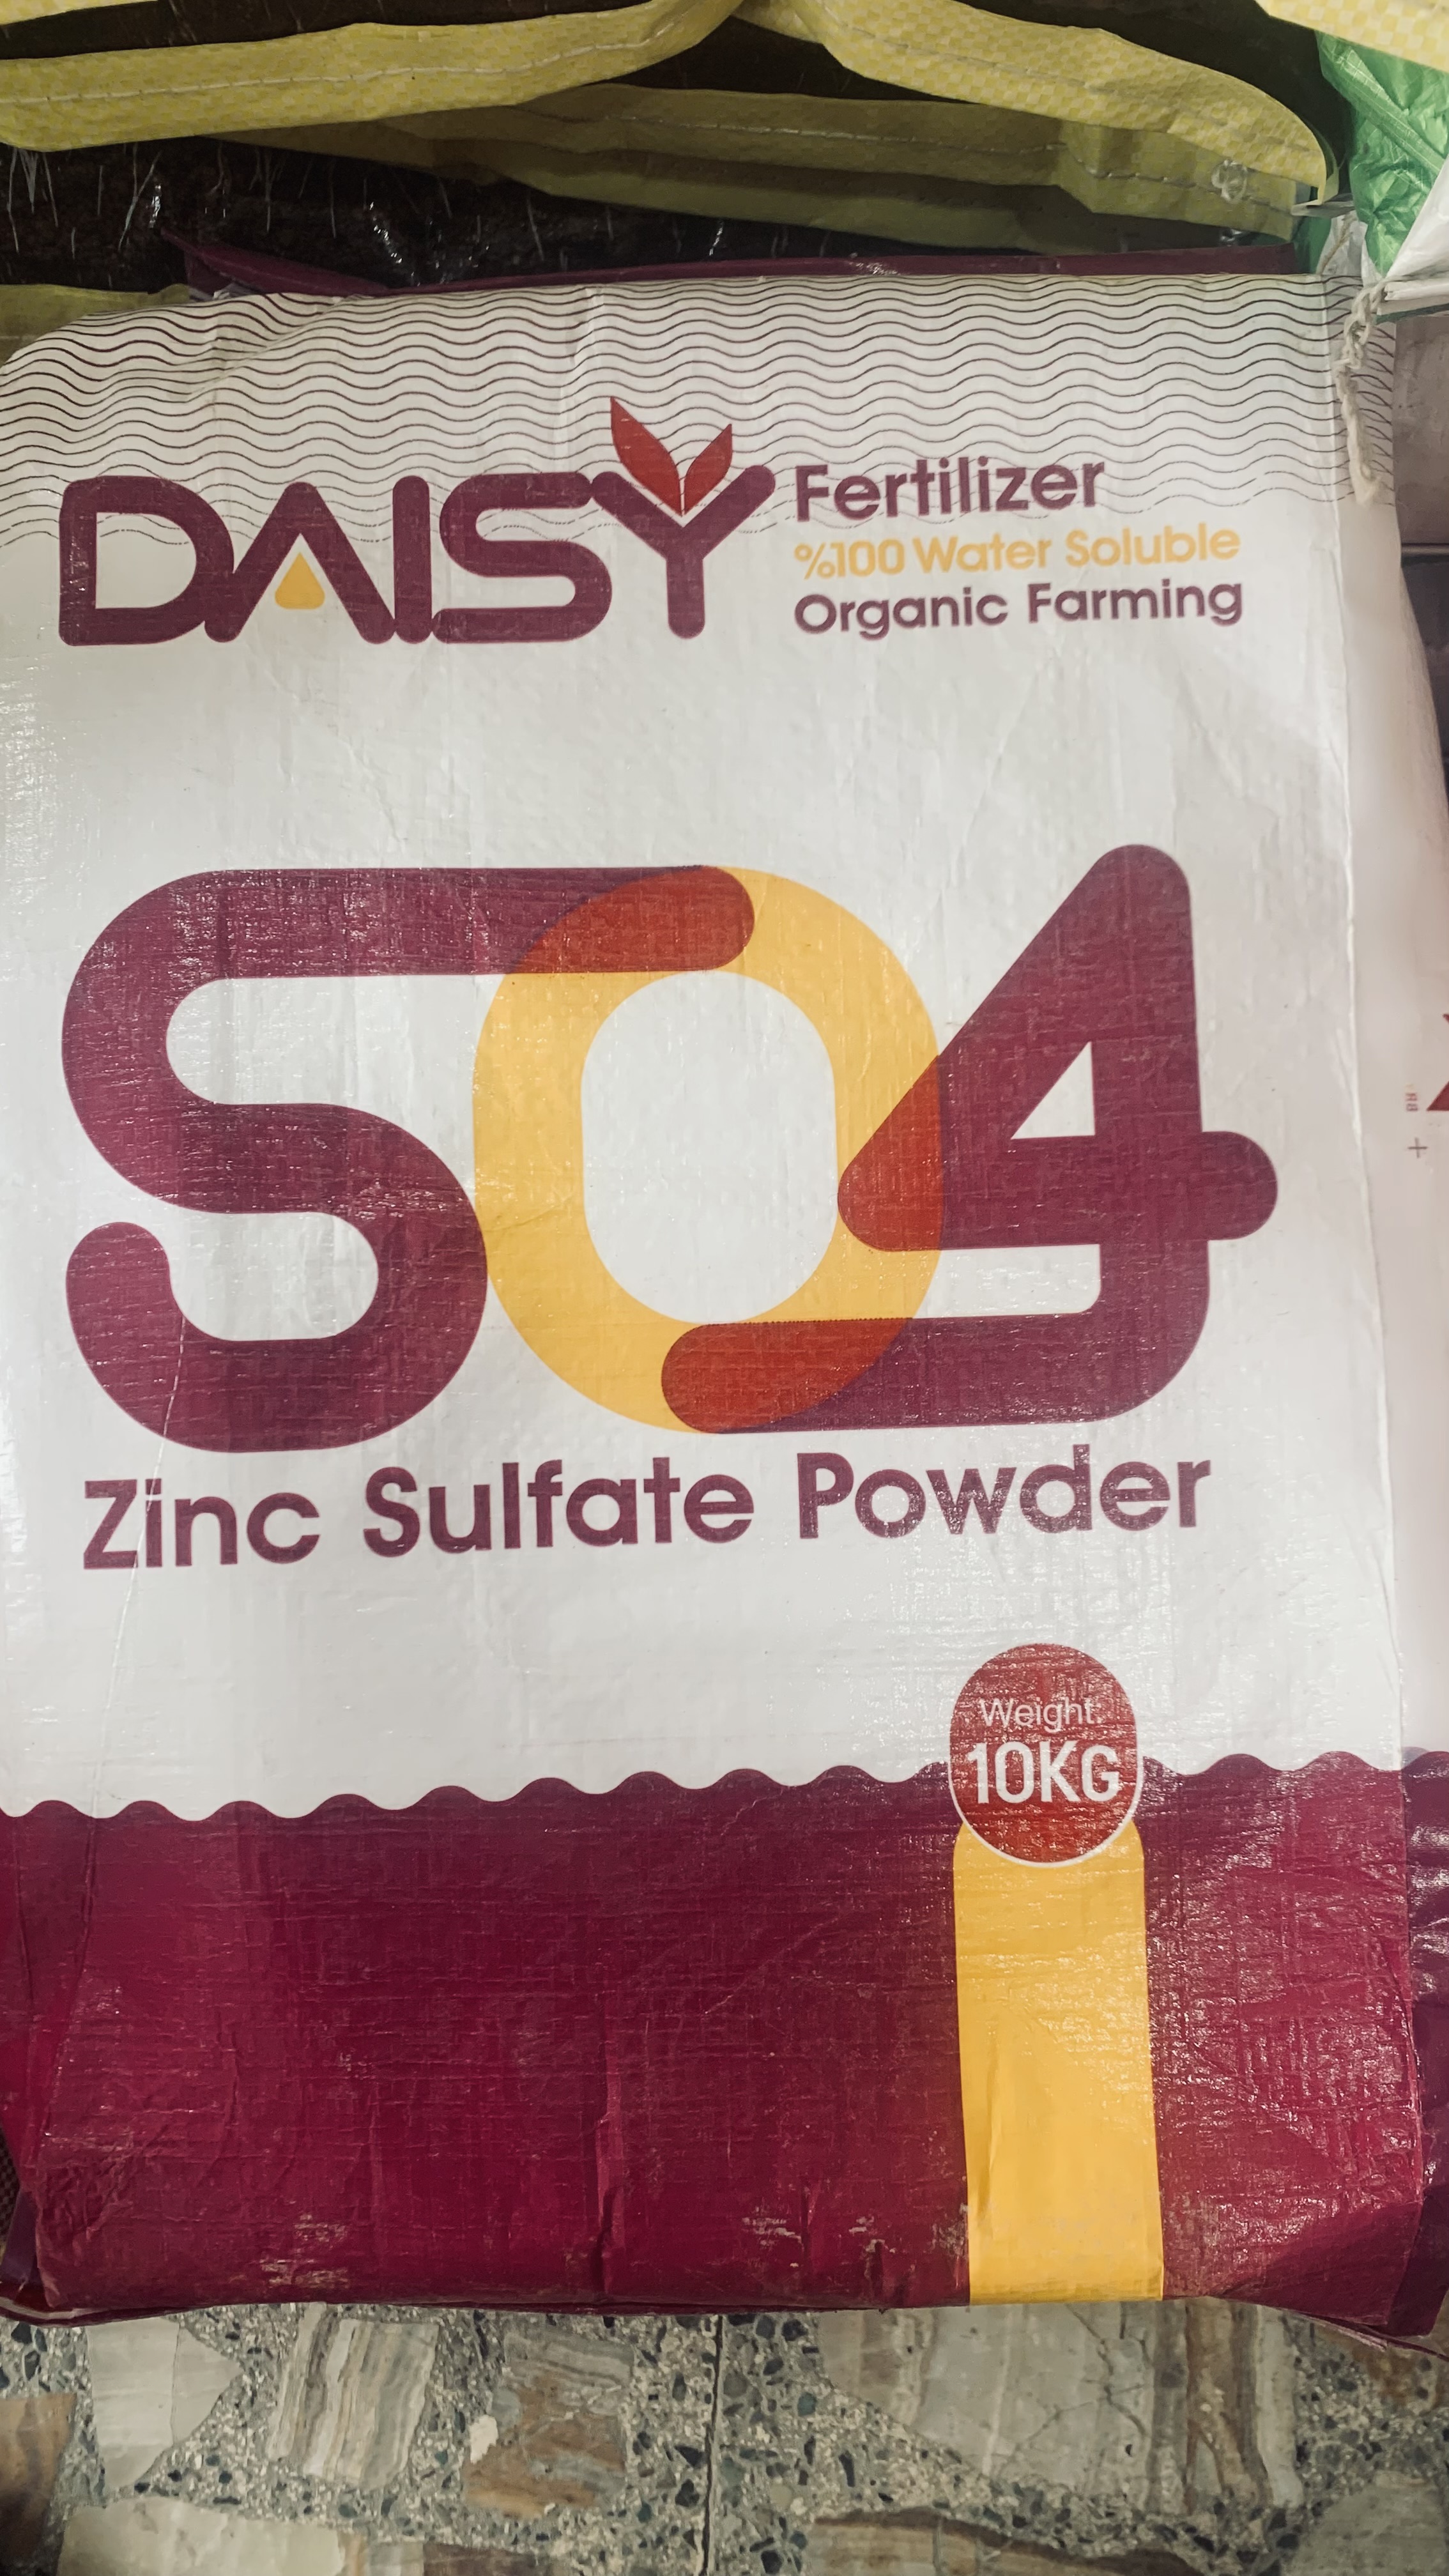 DAISY
Fertilizer
%100 Water Soluble
Organic Farming
SO4
Zinc Sulfate Powder
Weight.
10KG